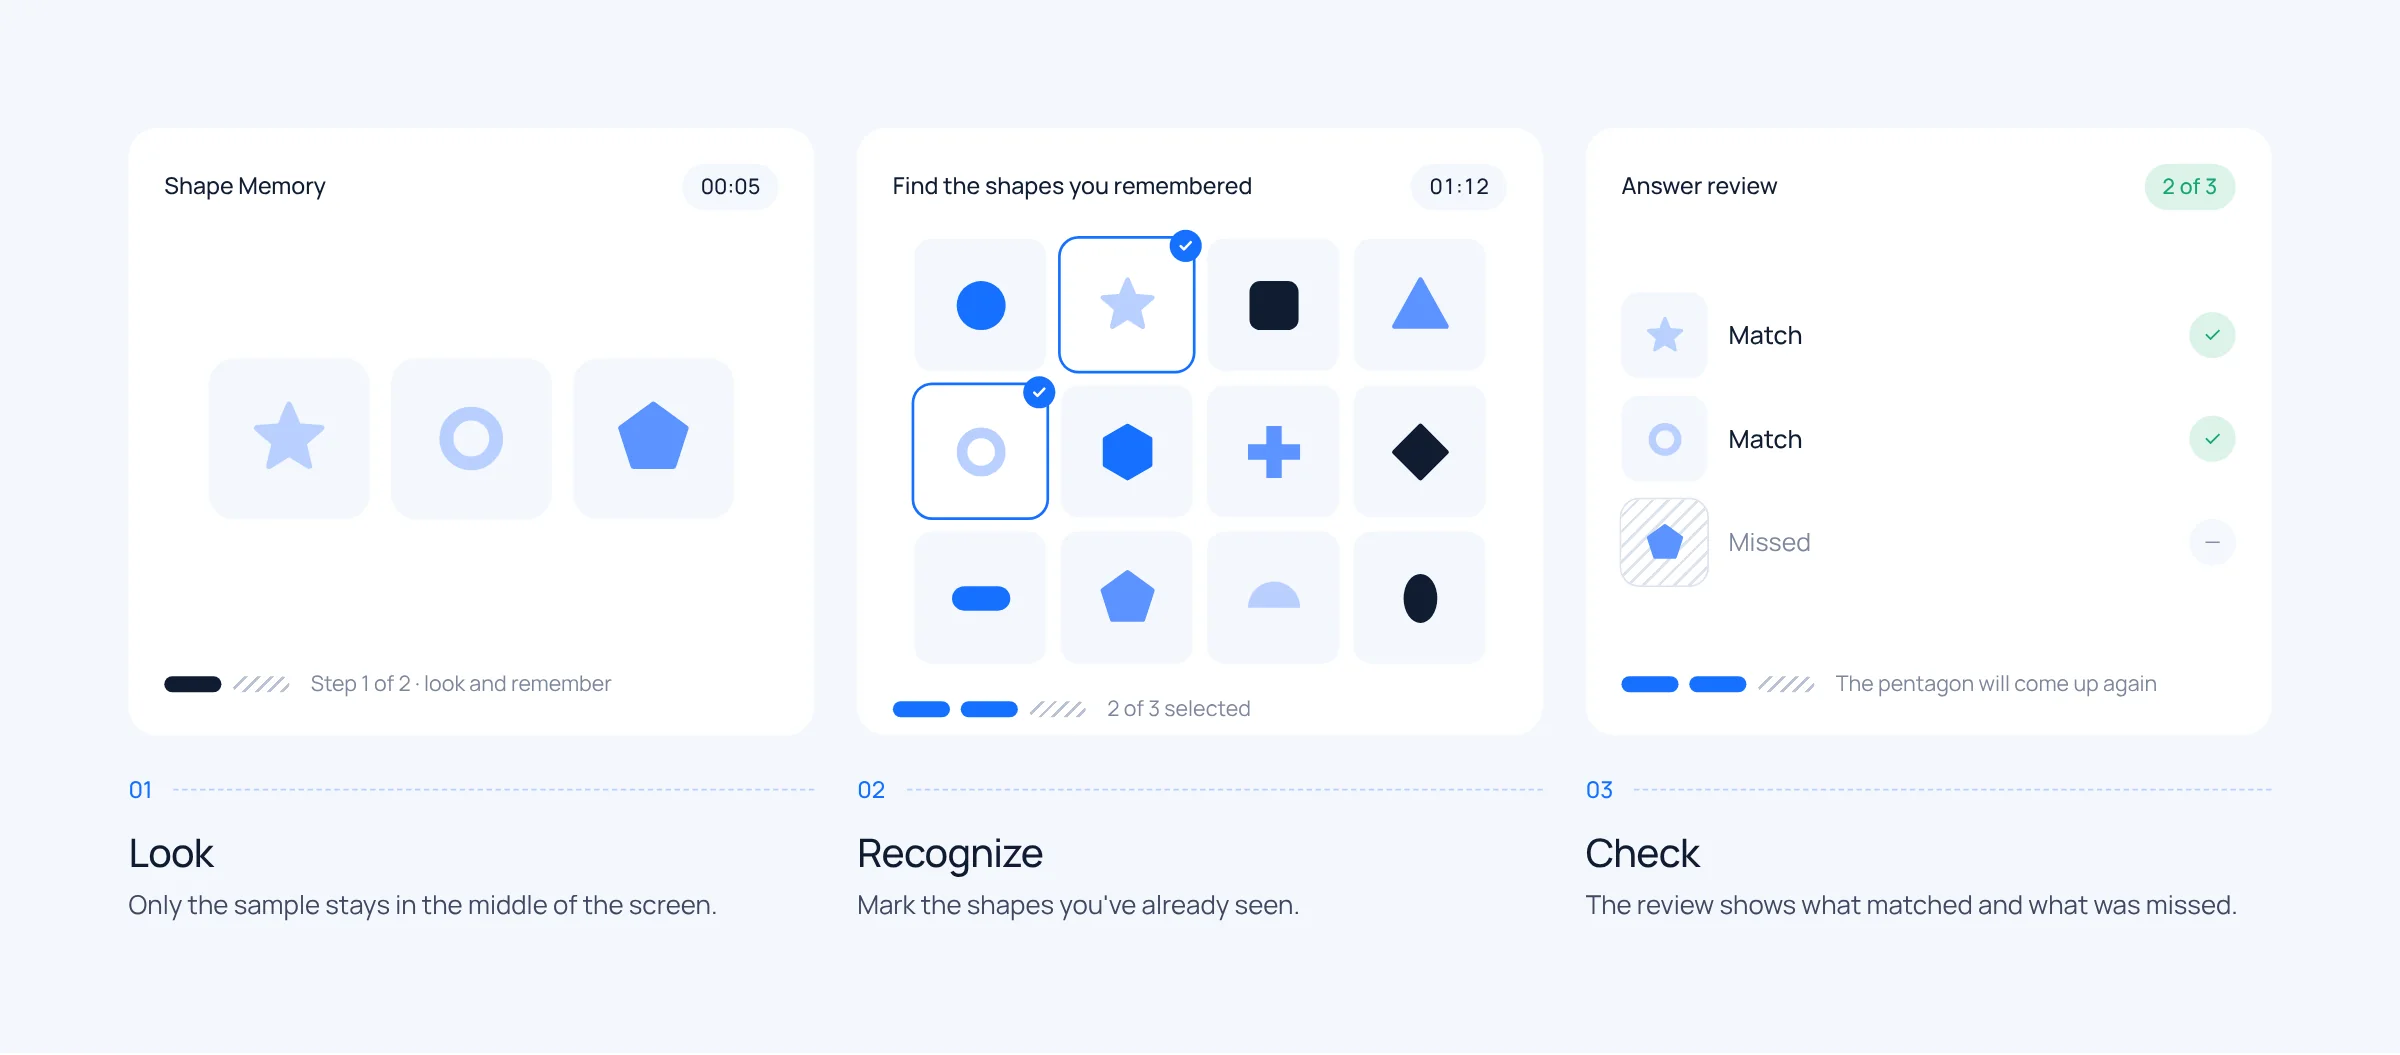 Shape Memory
00:05
Step 1 of 2 · look and remember
01
Look
Only the sample stays in the middle of the screen.
Find the shapes you remembered
01:12
2 of 3 selected
02
Recognize
Mark the shapes you've already seen.
Answer review
2 of 3
Match
Match
Missed
The pentagon will come up again
03
Check
The review shows what matched and what was missed.